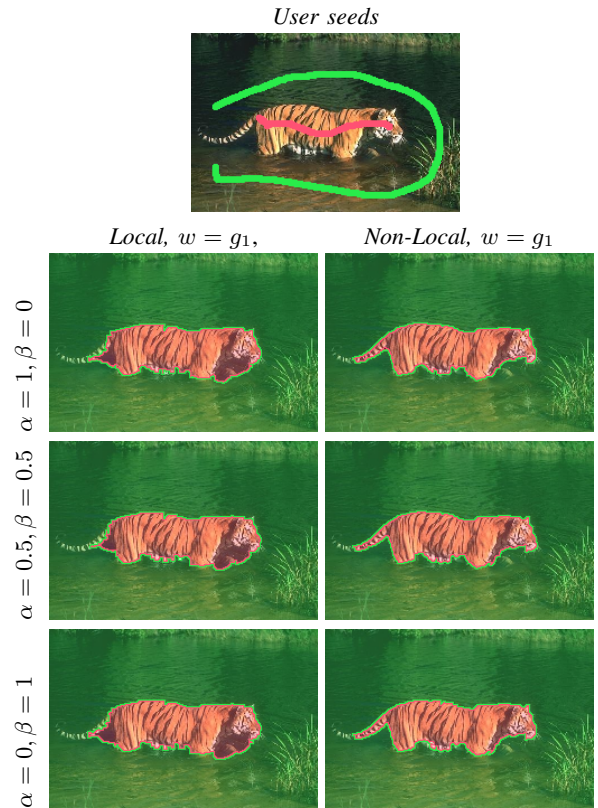 User seeds
Local, w = g₁,
Non-Local, w = g₁
α = 1, β = 0
α = 0.5, β = 0.5
α = 0, β = 1